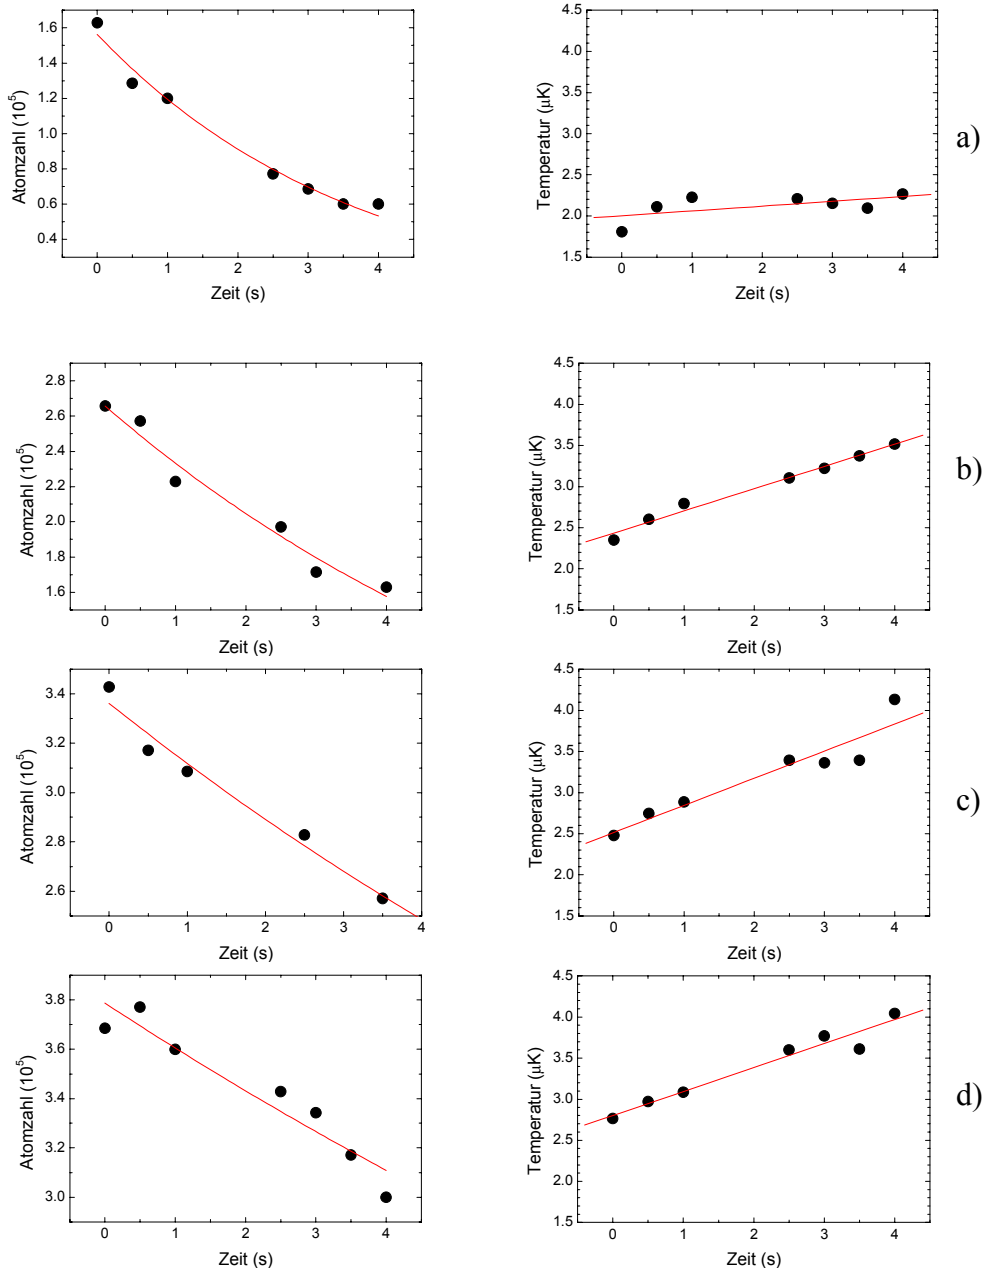 1.6
1.2
1.0
0.8
0.6
0.4
Atomzahl (10⁵)
0 1 2 3 4
Zeit (s)
4.5
4.0
3.5
3.0
2.5
2.0
1.5
Temperatur (µK)
0 1 2 3 4
Zeit (s)
a)
2.8
2.6
2.4
2.2
2.0
1.8
1.6
Atomzahl (10⁵)
0 1 2 3 4
Zeit (s)
4.5
4.0
3.5
3.0
2.5
2.0
1.5
Temperatur (µK)
0 1 2 3 4
Zeit (s)
b)
3.4
3.2
3.0
2.8
2.6
Atomzahl (10⁵)
0 1 2 3 4
Zeit (s)
4.5
4.0
3.5
3.0
2.5
2.0
1.5
Temperatur (µK)
0 1 2 3 4
Zeit (s)
c)
3.8
3.6
3.4
3.2
3.0
Atomzahl (10⁵)
0 1 2 3 4
Zeit (s)
4.5
4.0
3.5
3.0
2.5
2.0
1.5
Temperatur (µK)
0 1 2 3 4
Zeit (s)
d)